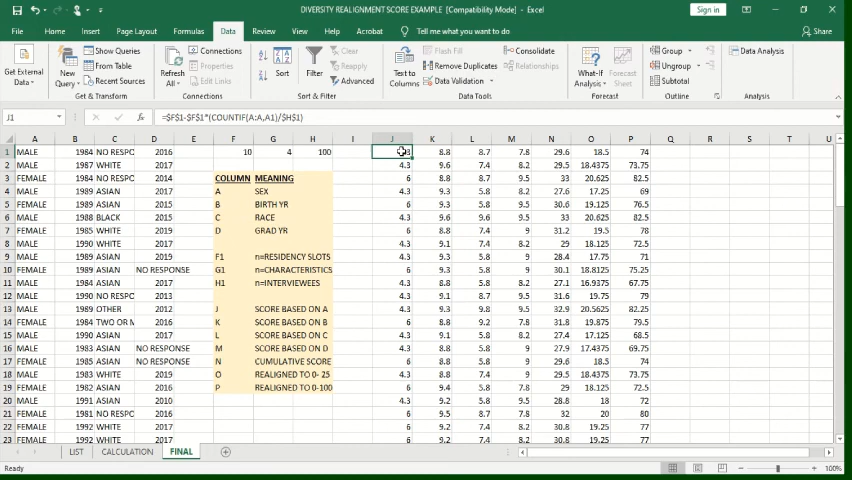 DIVERSITY REALIGNMENT SCORE EXAMPLE [Compatibility Mode] - Excel
Sign in
File Home Insert Page Layout Formulas Data Review View Help Acrobat Tell me what you want to do Share
Get External Data
New Query
Show Queries
From Table
Recent Sources
Get & Transform
Refresh All
Connections
Properties
Edit Links
Connections
Sort
Filter
Clear
Reapply
Advanced
Sort & Filter
Text to Columns
Flash Fill
Remove Duplicates
Data Validation
Consolidate
Relationships
Data Tools
What-If Analysis
Forecast Sheet
Forecast
Group
Ungroup
Subtotal
Outline
Data Analysis
Analyze
J1 =$F$1-$F$1*(COUNTIF(A:A,A1)/$H$1)
A B C D E F G H I J K L M N O P Q R S T U
1 MALE 1984 NO RESPO 2016 10 4 100 8.8 8.7 7.8 29.6 18.5 74
2 MALE 1987 WHITE 2017 4.3 9.6 7.4 8.2 29.5 18.4375 73.75
3 FEMALE 1984 NO RESPO 2014 COLUMN MEANING 6 9.3 8.7 9 33 20.625 82.5
4 MALE 1989 ASIAN 2017 A SEX 4.3 9.3 5.8 8.2 27.6 17.25 69
5 FEMALE 1989 ASIAN 2015 B BIRTH YR 6 9.3 5.8 9.5 30.6 19.125 76.5
6 MALE 1988 BLACK 2015 C RACE 4.3 9.6 9.6 9.5 33 20.625 82.5
7 FEMALE 1985 WHITE 2019 D GRAD YR 6 8.8 7.4 9 31.2 19.5 78
8 MALE 1990 WHITE 2017 4.3 9.1 7.4 8.2 29 18.125 72.5
9 MALE 1989 ASIAN 2019 F1 n=RESIDENCY SLOTS 4.3 9.3 5.8 9 28.4 17.75 71
10 FEMALE 1989 ASIAN NO RESPONSE G1 n=CHARACTERISTICS 6 9.3 5.8 9 30.1 18.8125 75.25
11 MALE 1984 ASIAN 2017 H1 n=INTERVIEWEES 4.3 8.8 5.8 8.2 27.1 16.9375 67.75
12 MALE 1990 NO RESPO 2012 4.3 9.1 8.7 9.5 31.6 19.75 79
13 MALE 1989 OTHER 2012 J SCORE BASED ON A 4.3 9.3 9.8 9.5 32.9 20.5625 82.25
14 FEMALE 1984 TWO OR M 2016 K SCORE BASED ON B 6 8.8 9.2 7.8 31.8 19.875 79.5
15 MALE 1990 ASIAN 2017 L SCORE BASED ON C 4.3 9.1 5.8 8.2 27.4 17.125 68.5
16 MALE 1983 ASIAN NO RESPONSE M SCORE BASED ON D 4.3 8.8 5.8 9 27.9 17.4375 69.75
17 FEMALE 1985 ASIAN NO RESPONSE N CUMULATIVE SCORE 6 8.8 5.8 9 29.6 18.5 74
18 MALE 1983 WHITE 2019 O REALIGNED TO 0- 25 4.3 8.8 7.4 9 29.5 18.4375 73.75
19 FEMALE 1982 ASIAN 2016 P REALIGNED TO 0-100 6 9.4 5.8 7.8 29 18.125 72.5
20 MALE 1991 ASIAN 2010 4.3 9.2 5.8 9.5 28.8 18 72
21 FEMALE 1981 NO RESPO 2016 6 9.5 8.7 7.8 32 20 80
22 FEMALE 1992 WHITE 2017 6 9.2 7.4 8.2 30.8 19.25 77
23 FEMALE 1992 WHITE 2017 6 9.2 7.4 8.2 30.8 19.25 77
LIST CALCULATION FINAL
Ready 100%